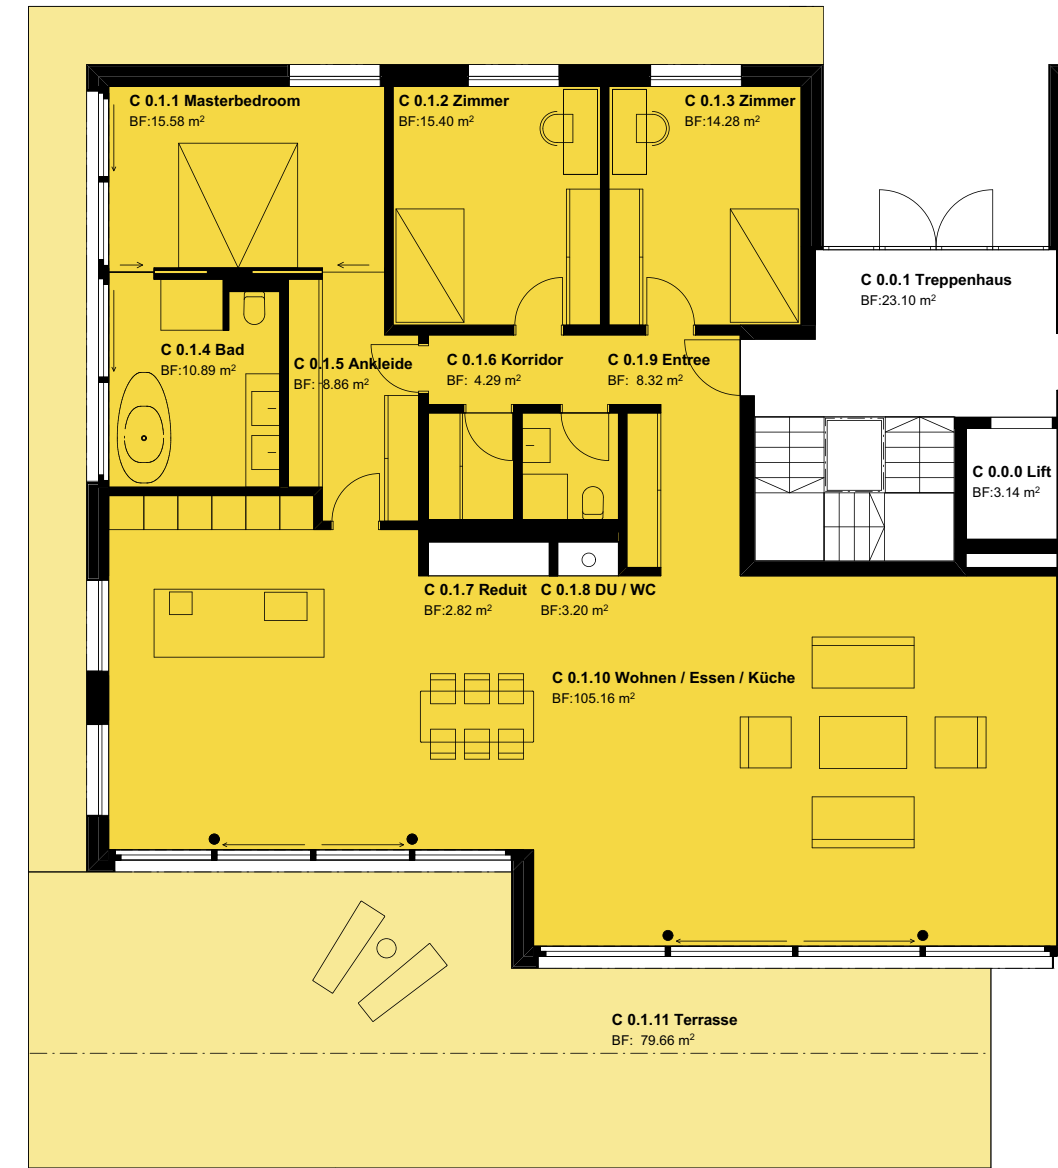 C 0.1.1 Masterbedroom
BF:15.58 m²
C 0.1.2 Zimmer
BF:15.40 m²
C 0.1.3 Zimmer
BF:14.28 m²
C 0.0.1 Treppenhaus
BF:23.10 m²
C 0.1.4 Bad
BF:10.89 m²
C 0.1.5 Ankleide
BF: 8.86 m²
C 0.1.6 Korridor
BF: 4.29 m²
C 0.1.9 Entree
BF: 8.32 m²
C 0.0.0 Lift
BF:3.14 m²
C 0.1.7 Reduit
BF:2.82 m²
C 0.1.8 DU / WC
BF:3.20 m²
C 0.1.10 Wohnen / Essen / Küche
BF:105.16 m²
C 0.1.11 Terrasse
BF: 79.66 m²